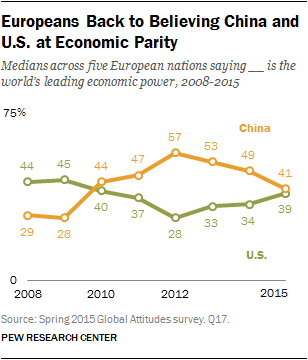 Europeans Back to Believing China and
U.S. at Economic Parity
Medians across five European nations saying __ is the
world's leading economic power, 2008-2015
75%
China
57
53
49
47
44
41
44
45
40
37
28
33
34
39
29
28
U.S.
0
2008
2010
2012
2015
Source: Spring 2015 Global Attitudes survey. Q17.
PEW RESEARCH CENTER